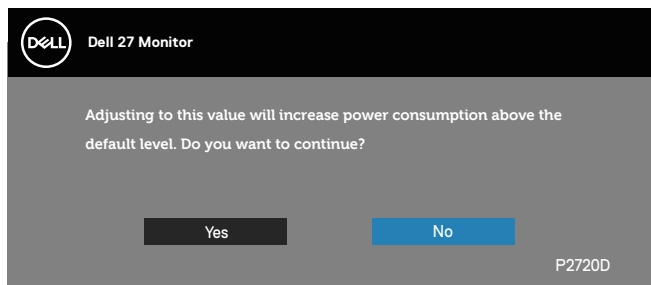 DELL
Dell 27 Monitor
Adjusting to this value will increase power consumption above the
default level. Do you want to continue?
Yes No
P2720D